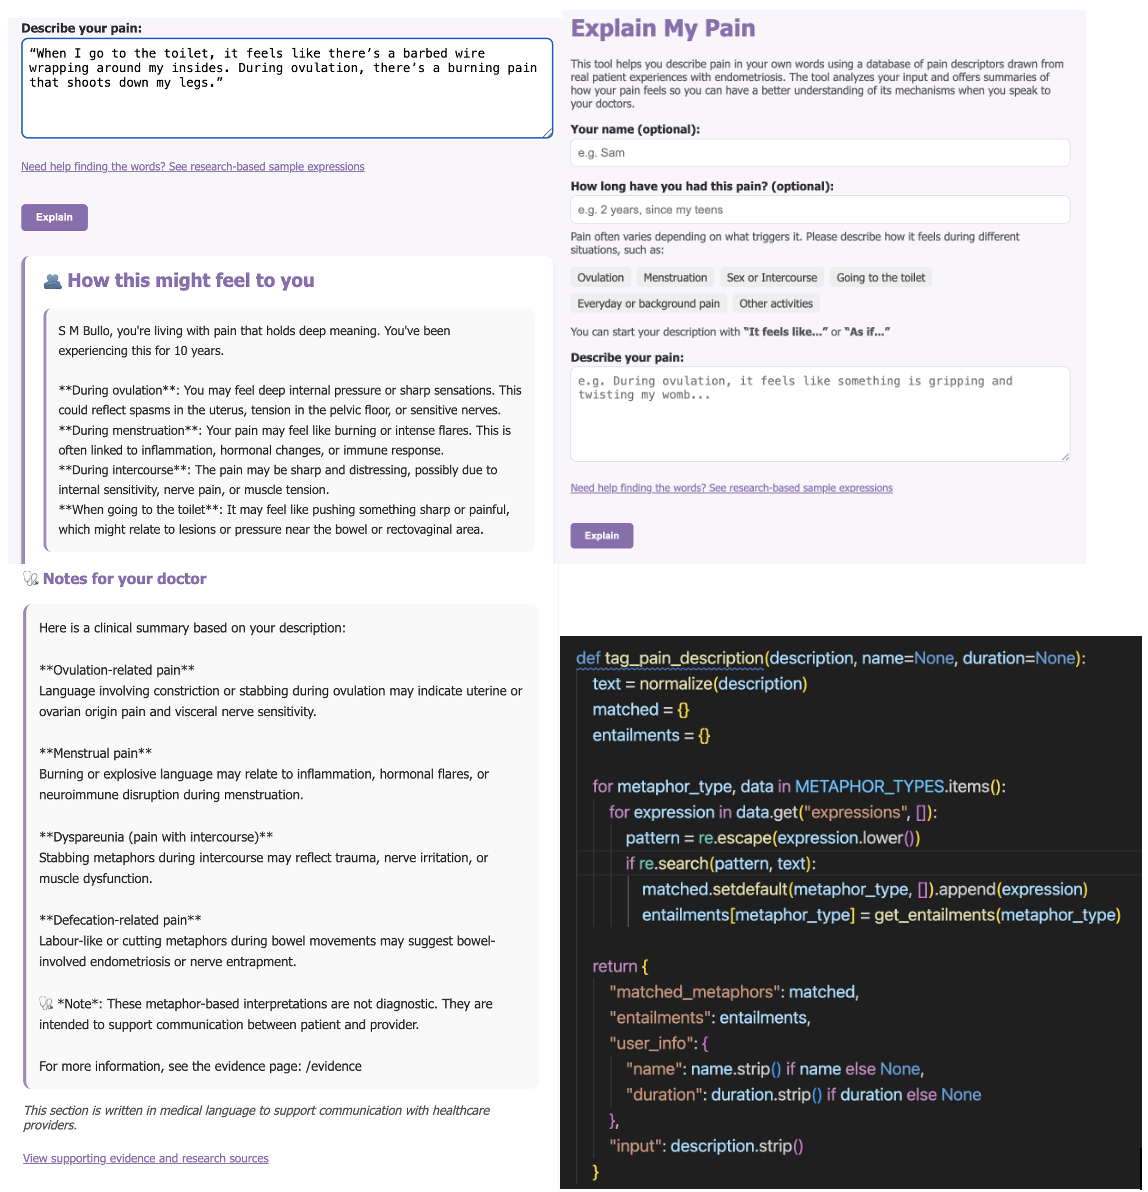 Describe your pain:
“When I go to the toilet, it feels like there’s a barbed wire
wrapping around my insides. During ovulation, there’s a burning pain
that shoots down my legs.”
Need help finding the words? See research-based sample expressions
Explain
How this might feel to you
S M Bullo, you're living with pain that holds deep meaning. You've been
experiencing this for 10 years.
**During ovulation**: You may feel deep internal pressure or sharp sensations. This
could reflect spasms in the uterus, tension in the pelvic floor, or sensitive nerves.
**During menstruation**: Your pain may feel like burning or intense flares. This is
often linked to inflammation, hormonal changes, or immune response.
**During intercourse**: The pain may be sharp and distressing, possibly due to
internal sensitivity, nerve pain, or muscle tension.
**When going to the toilet**: It may feel like pushing something sharp or painful,
which might relate to lesions or pressure near the bowel or rectovaginal area.
Notes for your doctor
Here is a clinical summary based on your description:
**Ovulation-related pain**
Language involving constriction or stabbing during ovulation may indicate uterine or
ovarian origin pain and visceral nerve sensitivity.
**Menstrual pain**
Burning or explosive language may relate to inflammation, hormonal flares, or
neuroimmune disruption during menstruation.
**Dyspareunia (pain with intercourse)**
Stabbing metaphors during intercourse may reflect trauma, nerve irritation, or
muscle dysfunction.
**Defecation-related pain**
Labour-like or cutting metaphors during bowel movements may suggest bowel-
involved endometriosis or nerve entrapment.
*Note*: These metaphor-based interpretations are not diagnostic. They are
intended to support communication between patient and provider.
For more information, see the evidence page: /evidence
This section is written in medical language to support communication with healthcare
providers.
View supporting evidence and research sources
Explain My Pain
This tool helps you describe pain in your own words using a database of pain descriptors drawn from
real patient experiences with endometriosis. The tool analyzes your input and offers summaries of
how your pain feels so you can have a better understanding of its mechanisms when you speak to
your doctors.
Your name (optional):
e.g. Sam
How long have you had this pain? (optional):
e.g. 2 years, since my teens
Pain often varies depending on what triggers it. Please describe how it feels during different
situations, such as:
Ovulation Menstruation Sex or Intercourse Going to the toilet
Everyday or background pain Other activities
You can start your description with “It feels like…” or “As if…”
Describe your pain:
e.g. During ovulation, it feels like something is gripping and
twisting my womb...
Need help finding the words? See research-based sample expressions
Explain
def tag_pain_description(description, name=None, duration=None):
text = normalize(description)
matched = {}
entailments = {}
for metaphor_type, data in METAPHOR_TYPES.items():
for expression in data.get("expressions", []):
pattern = re.escape(expression.lower())
if re.search(pattern, text):
matched.setdefault(metaphor_type, []).append(expression)
entailments[metaphor_type] = get_entailments(metaphor_type)
return {
"matched_metaphors": matched,
"entailments": entailments,
"user_info": {
"name": name.strip() if name else None,
"duration": duration.strip() if duration else None
},
"input": description.strip()
}